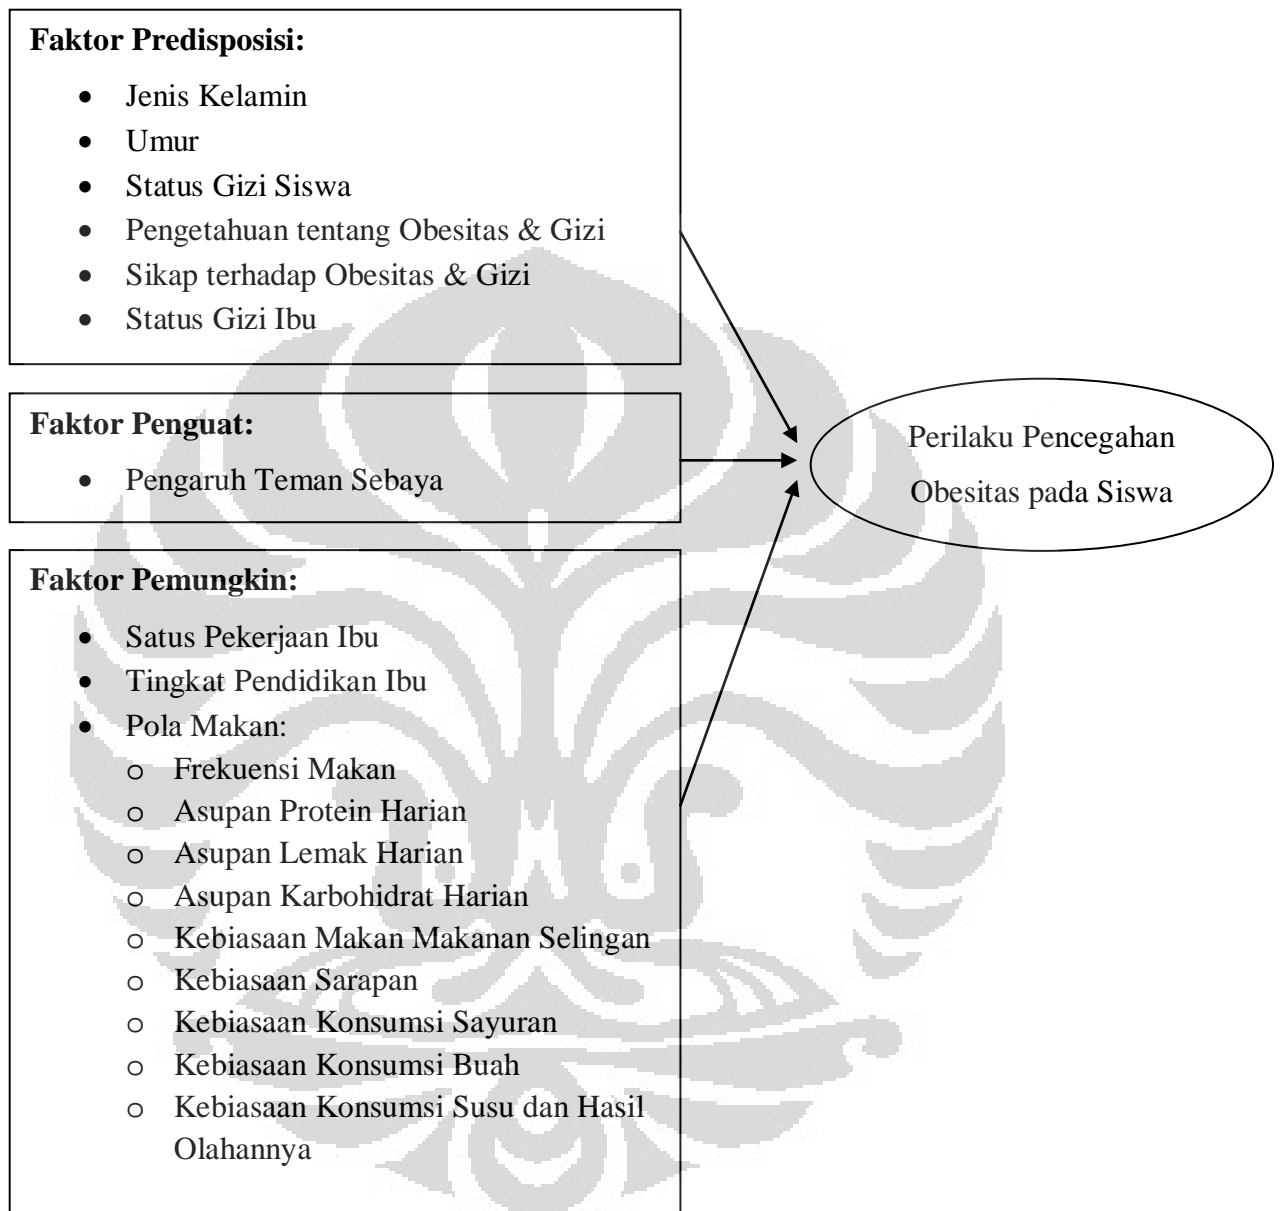 Faktor Predisposisi:
• Jenis Kelamin
• Umur
• Status Gizi Siswa
• Pengetahuan tentang Obesitas & Gizi
• Sikap terhadap Obesitas & Gizi
• Status Gizi Ibu
Faktor Penguat:
• Pengaruh Teman Sebaya
Perilaku Pencegahan
Obesitas pada Siswa
Faktor Pemungkin:
• Satus Pekerjaan Ibu
• Tingkat Pendidikan Ibu
• Pola Makan:
o Frekuensi Makan
o Asupan Protein Harian
o Asupan Lemak Harian
o Asupan Karbohidrat Harian
o Kebiasaan Makan Makanan Selingan
o Kebiasaan Sarapan
o Kebiasaan Konsumsi Sayuran
o Kebiasaan Konsumsi Buah
o Kebiasaan Konsumsi Susu dan Hasil
Olahannya